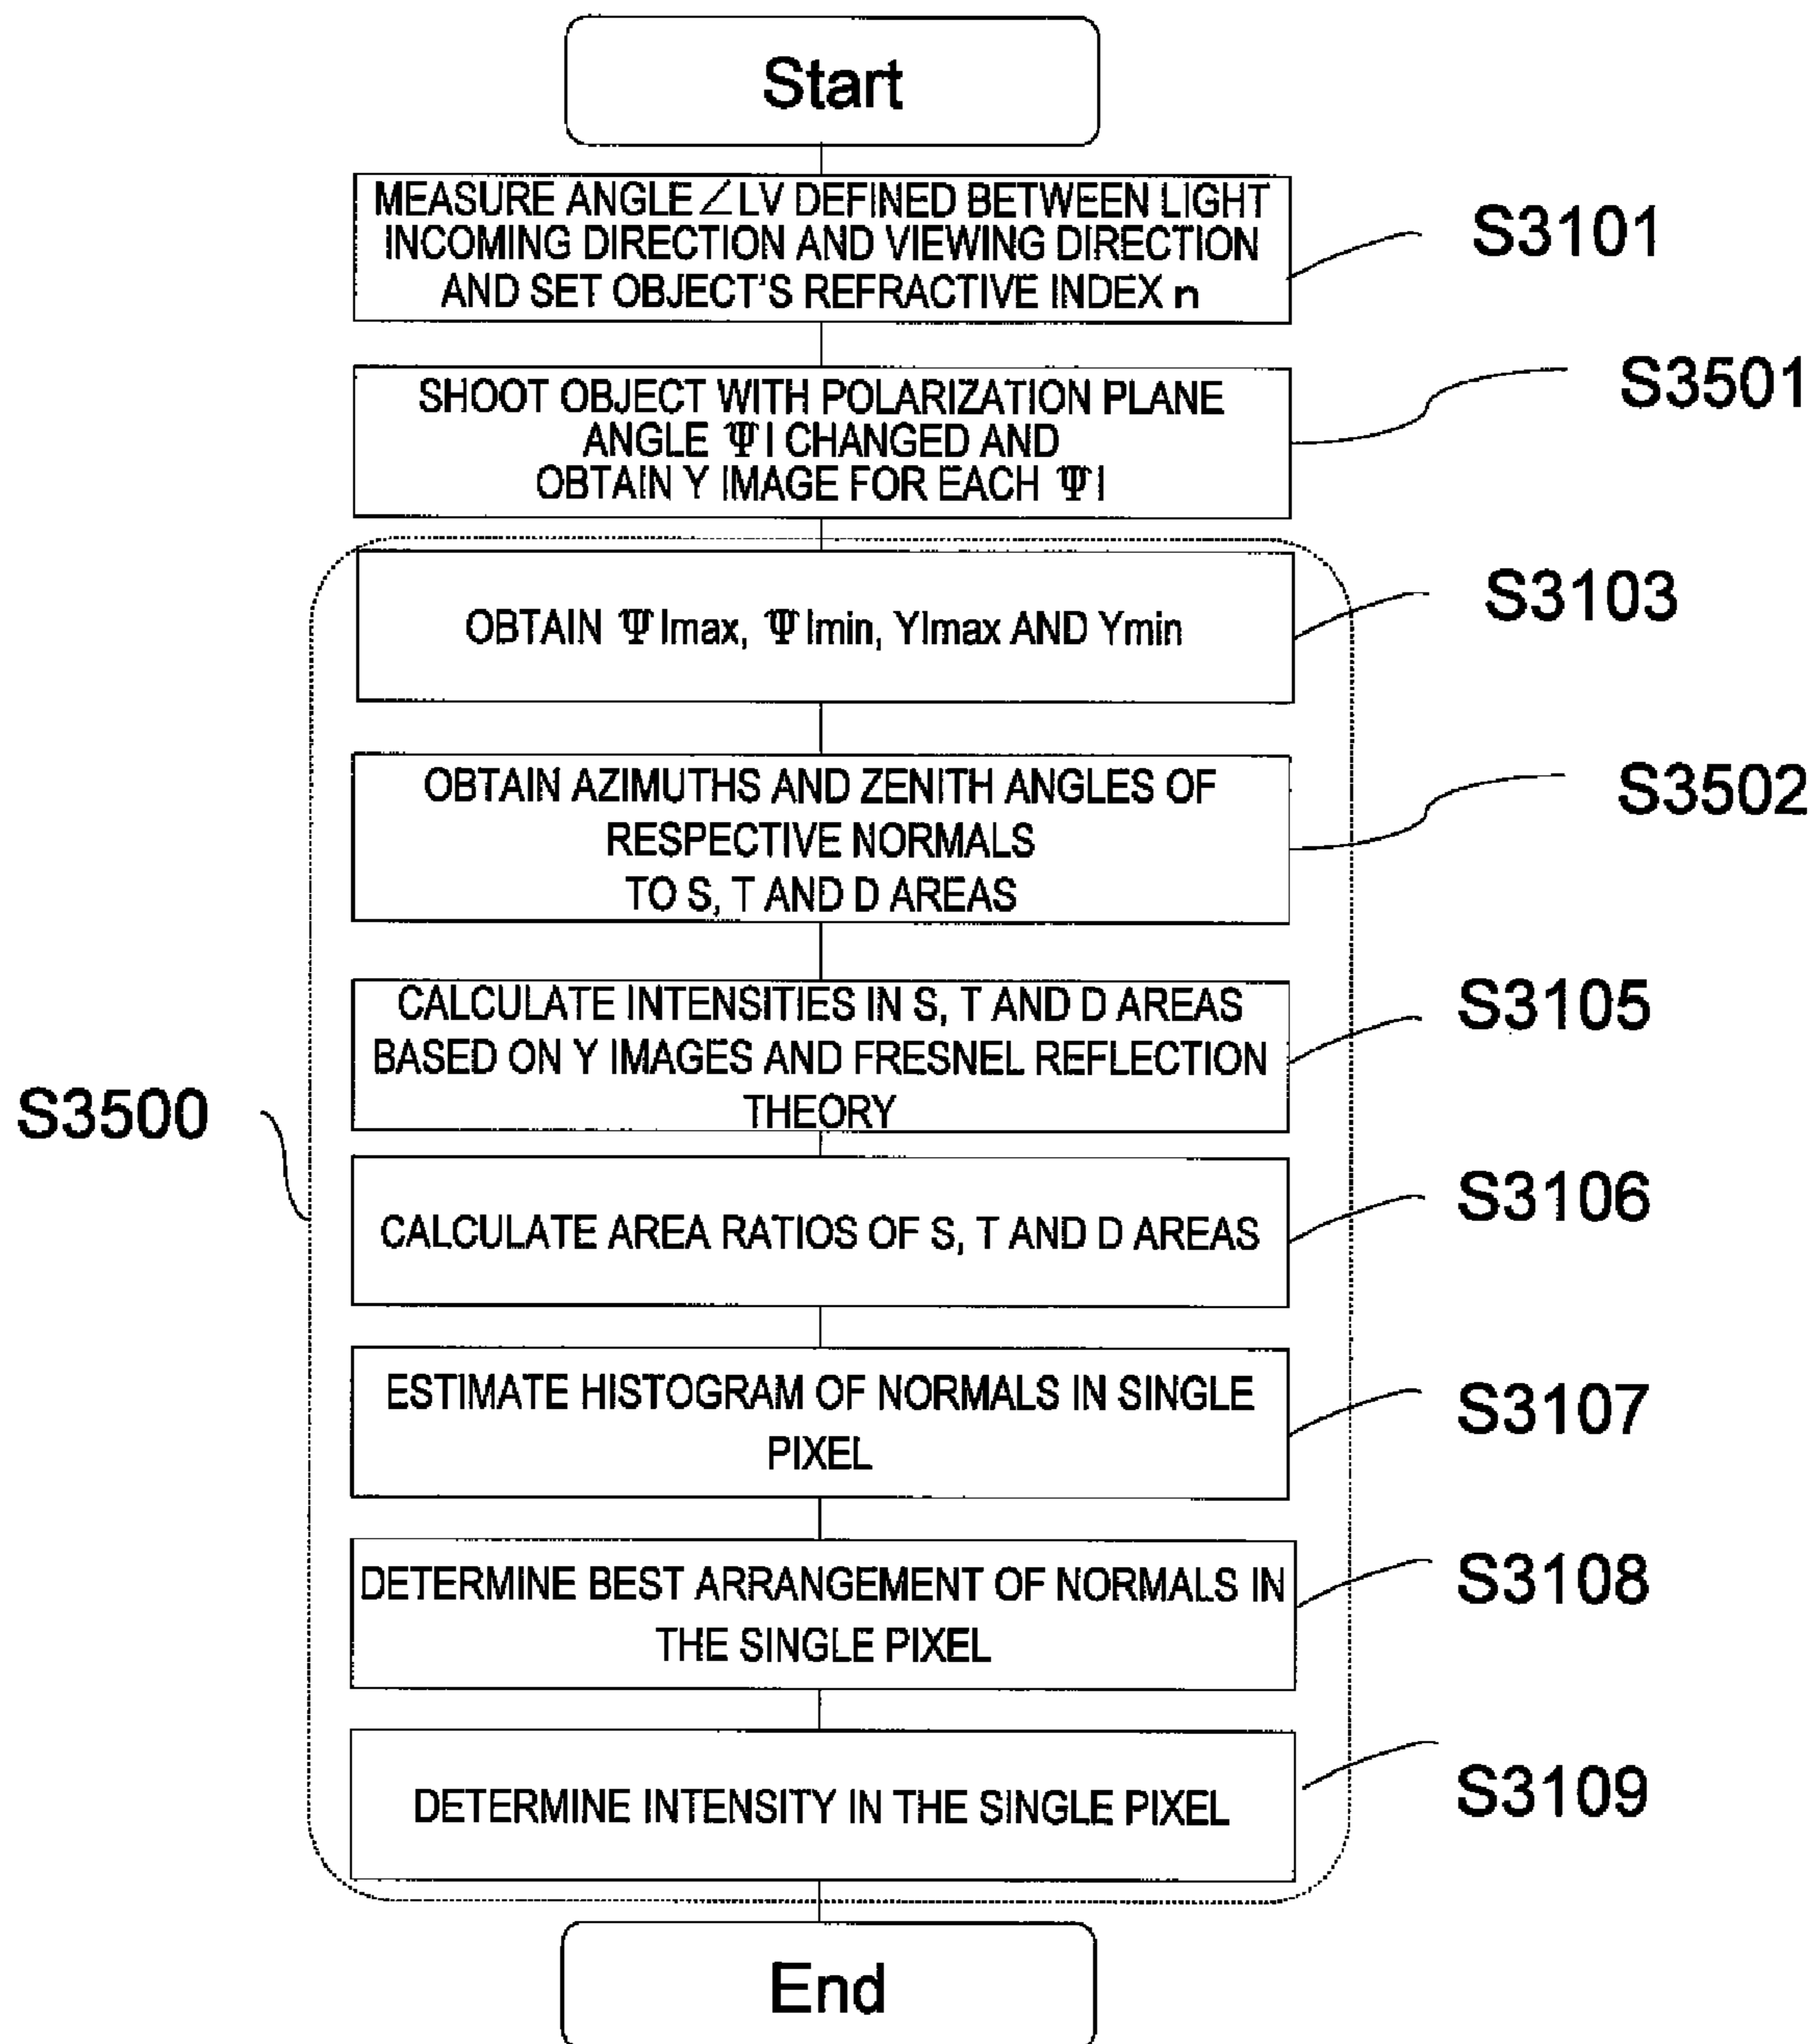 Start
MEASURE ANGLE∠LV DEFINED BETWEEN LIGHT
INCOMING DIRECTION AND VIEWING DIRECTION
AND SET OBJECT'S REFRACTIVE INDEX n
S3101
SHOOT OBJECT WITH POLARIZATION PLANE
ANGLE ΨI CHANGED AND
OBTAIN Y IMAGE FOR EACH ΨI
S3501
OBTAIN ΨImax, ΨImin, YImax AND Ymin
S3103
OBTAIN AZIMUTHS AND ZENITH ANGLES OF
RESPECTIVE NORMALS
TO S, T AND D AREAS
S3502
CALCULATE INTENSITIES IN S, T AND D AREAS
BASED ON Y IMAGES AND FRESNEL REFLECTION
THEORY
S3105
S3500
CALCULATE AREA RATIOS OF S, T AND D AREAS
S3106
ESTIMATE HISTOGRAM OF NORMALS IN SINGLE
PIXEL
S3107
DETERMINE BEST ARRANGEMENT OF NORMALS IN
THE SINGLE PIXEL
S3108
DETERMINE INTENSITY IN THE SINGLE PIXEL
S3109
End